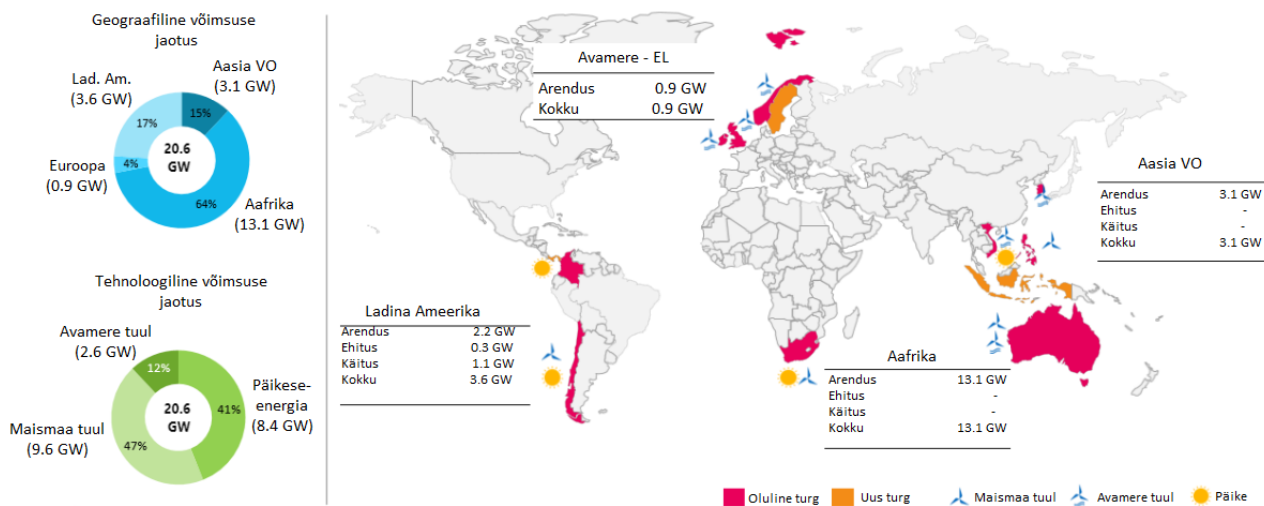 Geograafiline võimsuse
jaotus
Lad. Am.
(3.6 GW)
Aasia VO
(3.1 GW)
17%
15%
20.6
GW
4%
64%
Euroopa
(0.9 GW)
Aafrika
(13.1 GW)
Tehnoloogiline võimsuse
jaotus
Avamere tuul
(2.6 GW)
12%
20.6
GW
41%
47%
Päikese-
energia
(8.4 GW)
Maismaa tuul
(9.6 GW)
Avamere - EL
Arendus 0.9 GW
Kokku 0.9 GW
Aasia VO
Arendus 3.1 GW
Ehitus -
Käitus -
Kokku 3.1 GW
Ladina Ameerika
Arendus 2.2 GW
Ehitus 0.3 GW
Käitus 1.1 GW
Kokku 3.6 GW
Aafrika
Arendus 13.1 GW
Ehitus -
Käitus -
Kokku 13.1 GW
Oluline turg Uus turg Maismaa tuul Avamere tuul Päike